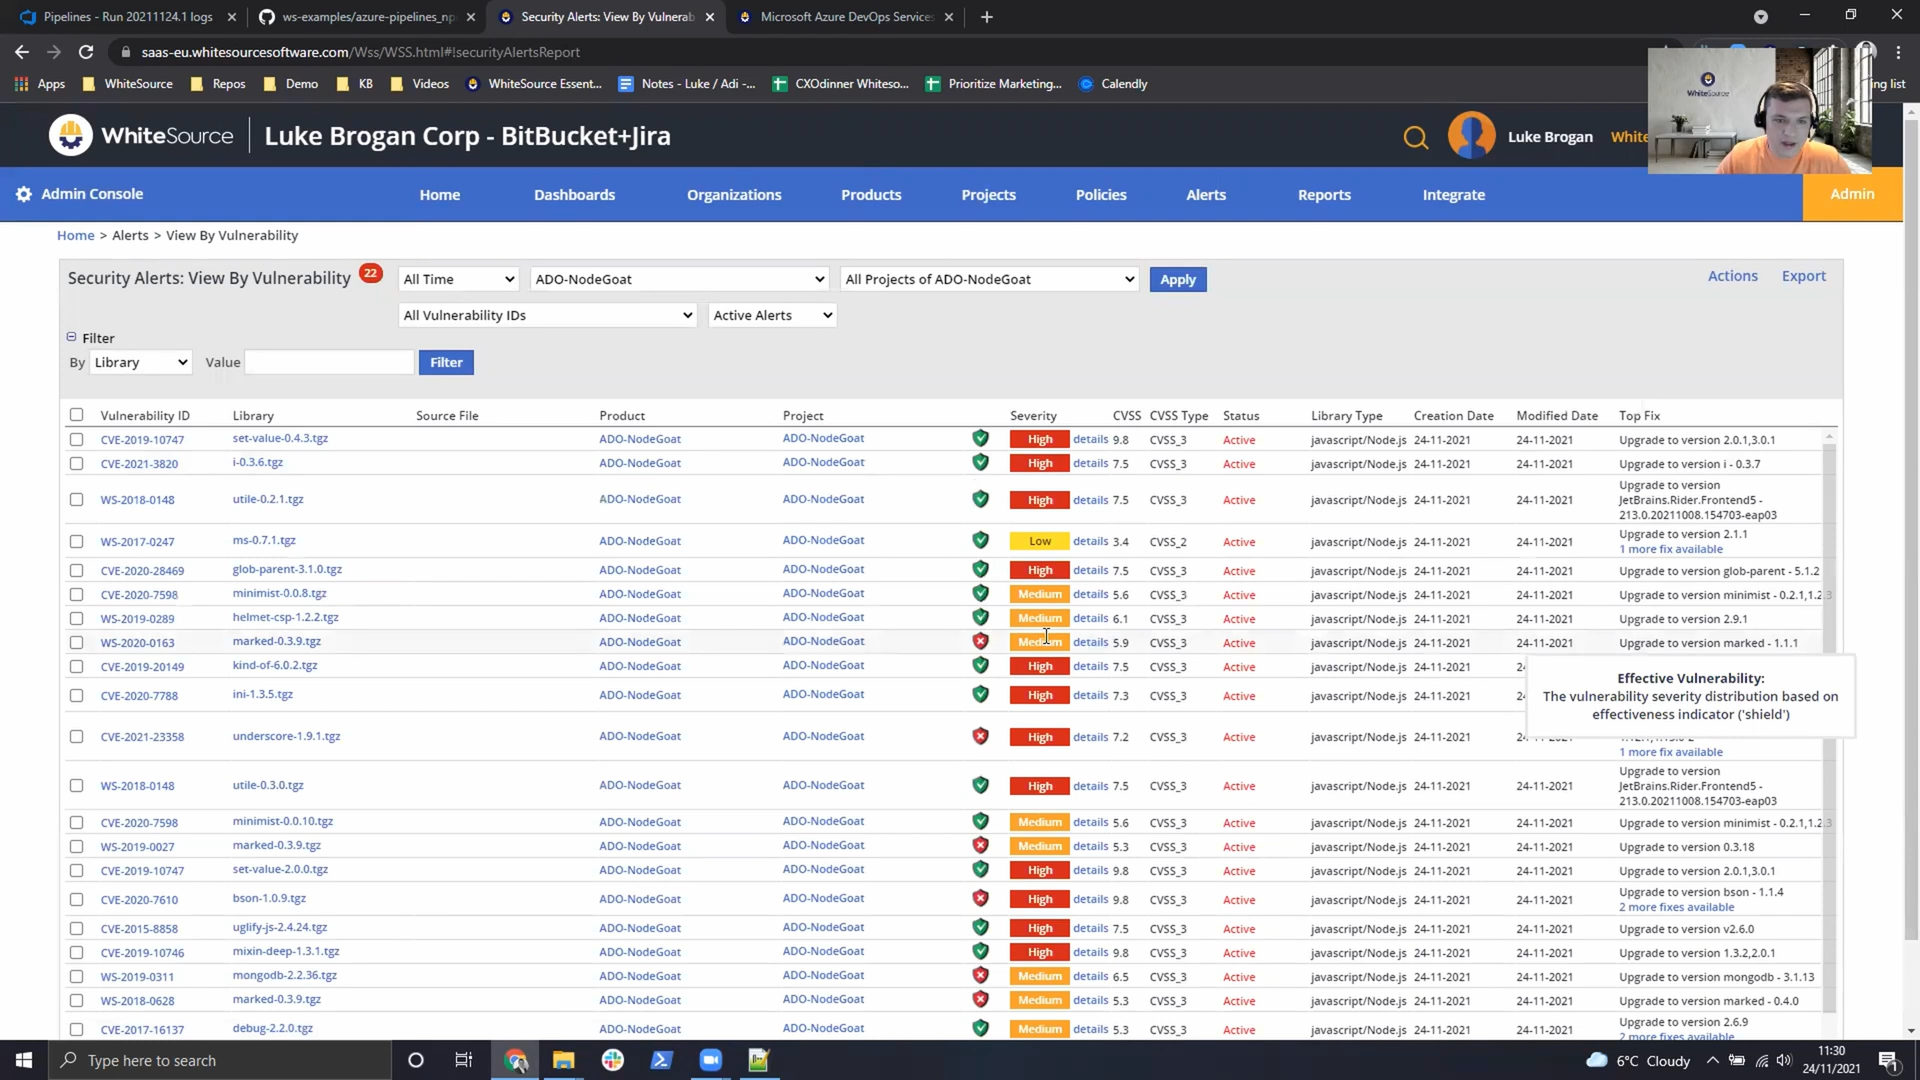 Pipelines - Run 20211124.1 logs
ws-examples/azure-pipelines_np
Security Alerts: View By Vulnerab
Microsoft Azure DevOps Services
saas-eu.whitesourcesoftware.com/Wss/WSS.html#!securityAlertsReport
Apps WhiteSource Repos Demo KB Videos WhiteSource Essent... Notes - Luke / Adi -... CXOdinner Whiteso... Prioritize Marketing... Calendly
WhiteSource
WhiteSource Luke Brogan Corp - BitBucket+Jira Luke Brogan
Admin Console Home Dashboards Organizations Products Projects Policies Alerts Reports Integrate Admin
Home > Alerts > View By Vulnerability
Security Alerts: View By Vulnerability 22 All Time ADO-NodeGoat All Projects of ADO-NodeGoat Apply Actions Export
All Vulnerability IDs Active Alerts
Filter
By Library Value Filter
Vulnerability ID Library Source File Product Project Severity CVSS CVSS Type Status Library Type Creation Date Modified Date Top Fix
CVE-2019-10747 set-value-0.4.3.tgz ADO-NodeGoat ADO-NodeGoat High details 9.8 CVSS_3 Active javascript/Node.js 24-11-2021 24-11-2021 Upgrade to version 2.0.1,3.0.1
CVE-2021-3820 i-0.3.6.tgz ADO-NodeGoat ADO-NodeGoat High details 7.5 CVSS_3 Active javascript/Node.js 24-11-2021 24-11-2021 Upgrade to version i - 0.3.7
WS-2018-0148 utile-0.2.1.tgz ADO-NodeGoat ADO-NodeGoat High details 7.5 CVSS_3 Active javascript/Node.js 24-11-2021 24-11-2021 Upgrade to version
JetBrains.Rider.Frontend5 -
213.0.20211008.154703-eap03
WS-2017-0247 ms-0.7.1.tgz ADO-NodeGoat ADO-NodeGoat Low details 3.4 CVSS_2 Active javascript/Node.js 24-11-2021 24-11-2021 Upgrade to version 2.1.1
1 more fix available
CVE-2020-28469 glob-parent-3.1.0.tgz ADO-NodeGoat ADO-NodeGoat High details 7.5 CVSS_3 Active javascript/Node.js 24-11-2021 24-11-2021 Upgrade to version glob-parent - 5.1.2
CVE-2020-7598 minimist-0.0.8.tgz ADO-NodeGoat ADO-NodeGoat Medium details 5.6 CVSS_3 Active javascript/Node.js 24-11-2021 24-11-2021 Upgrade to version minimist - 0.2.1,1.2.3
WS-2019-0289 helmet-csp-1.2.2.tgz ADO-NodeGoat ADO-NodeGoat Medium details 6.1 CVSS_3 Active javascript/Node.js 24-11-2021 24-11-2021 Upgrade to version 2.9.1
WS-2020-0163 marked-0.3.9.tgz ADO-NodeGoat ADO-NodeGoat Medium details 5.9 CVSS_3 Active javascript/Node.js 24-11-2021 24-11-2021 Upgrade to version marked - 1.1.1
CVE-2019-20149 kind-of-6.0.2.tgz ADO-NodeGoat ADO-NodeGoat High details 7.5 CVSS_3 Active javascript/Node.js 24-11-2021
CVE-2020-7788 ini-1.3.5.tgz ADO-NodeGoat ADO-NodeGoat High details 7.3 CVSS_3 Active javascript/Node.js 24-11-2021
Effective Vulnerability:
The vulnerability severity distribution based on
effectiveness indicator ('shield')
CVE-2021-23358 underscore-1.9.1.tgz ADO-NodeGoat ADO-NodeGoat High details 7.2 CVSS_3 Active javascript/Node.js 24-11-2021
1 more fix available
WS-2018-0148 utile-0.3.0.tgz ADO-NodeGoat ADO-NodeGoat High details 7.5 CVSS_3 Active javascript/Node.js 24-11-2021 24-11-2021 Upgrade to version
JetBrains.Rider.Frontend5 -
213.0.20211008.154703-eap03
CVE-2020-7598 minimist-0.0.10.tgz ADO-NodeGoat ADO-NodeGoat Medium details 5.6 CVSS_3 Active javascript/Node.js 24-11-2021 24-11-2021 Upgrade to version minimist - 0.2.1,1.2.3
WS-2019-0027 marked-0.3.9.tgz ADO-NodeGoat ADO-NodeGoat Medium details 5.3 CVSS_3 Active javascript/Node.js 24-11-2021 24-11-2021 Upgrade to version 0.3.18
CVE-2019-10747 set-value-2.0.0.tgz ADO-NodeGoat ADO-NodeGoat High details 9.8 CVSS_3 Active javascript/Node.js 24-11-2021 24-11-2021 Upgrade to version 2.0.1,3.0.1
CVE-2020-7610 bson-1.0.9.tgz ADO-NodeGoat ADO-NodeGoat High details 9.8 CVSS_3 Active javascript/Node.js 24-11-2021 24-11-2021 Upgrade to version bson - 1.1.4
2 more fixes available
CVE-2015-8858 uglify-js-2.4.24.tgz ADO-NodeGoat ADO-NodeGoat High details 7.5 CVSS_3 Active javascript/Node.js 24-11-2021 24-11-2021 Upgrade to version v2.6.0
CVE-2019-10746 mixin-deep-1.3.1.tgz ADO-NodeGoat ADO-NodeGoat High details 9.8 CVSS_3 Active javascript/Node.js 24-11-2021 24-11-2021 Upgrade to version 1.3.2,2.0.1
WS-2019-0311 mongodb-2.2.36.tgz ADO-NodeGoat ADO-NodeGoat Medium details 6.5 CVSS_3 Active javascript/Node.js 24-11-2021 24-11-2021 Upgrade to version mongodb - 3.1.13
WS-2018-0628 marked-0.3.9.tgz ADO-NodeGoat ADO-NodeGoat Medium details 5.3 CVSS_3 Active javascript/Node.js 24-11-2021 24-11-2021 Upgrade to version marked - 0.4.0
CVE-2017-16137 debug-2.2.0.tgz ADO-NodeGoat ADO-NodeGoat Medium details 5.3 CVSS_3 Active javascript/Node.js 24-11-2021 24-11-2021 Upgrade to version 2.6.9
2 more fixes available
Type here to search 6°C Cloudy 11:30
24/11/2021